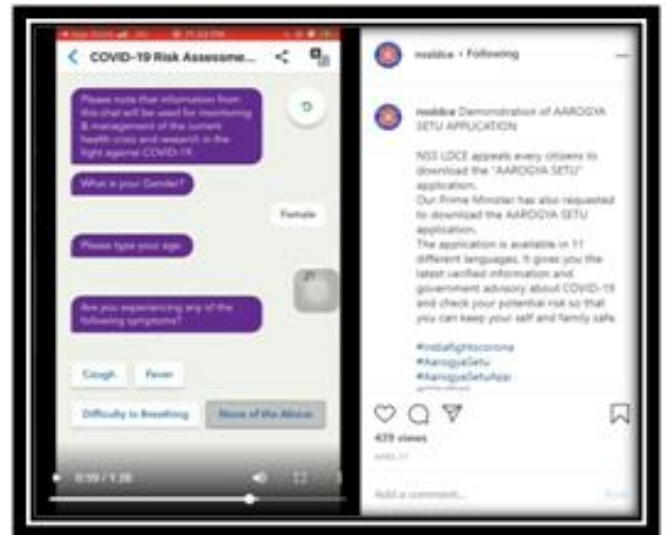 COVID-19 Risk Assessme...
Please note that information from
this chat will be used for monitoring
& management of the current
health crisis and research in the
fight against COVID-19.
What is your Gender?
Female
Please type your age.
Are you experiencing any of the
following symptoms?
Cough
Fever
Difficulty in Breathing
None of the Above
0:59 / 1:28
nssldce • Following
nssldce Demonstration of AAROGYA
SETU APPLICATION
NSS LDCE appeals every citizens to
download the "AAROGYA SETU"
application.
Our Prime Minister has also requested
to download the AAROGYA SETU
application.
The application is available in 11
different languages. It gives you the
latest verified information and
government advisory about COVID-19
and check your potential risk so that
you can keep your self and family safe.
#indiafightscorona
#AarogyaSetu
#AarogyaSetuApp
439 views
Add a comment...